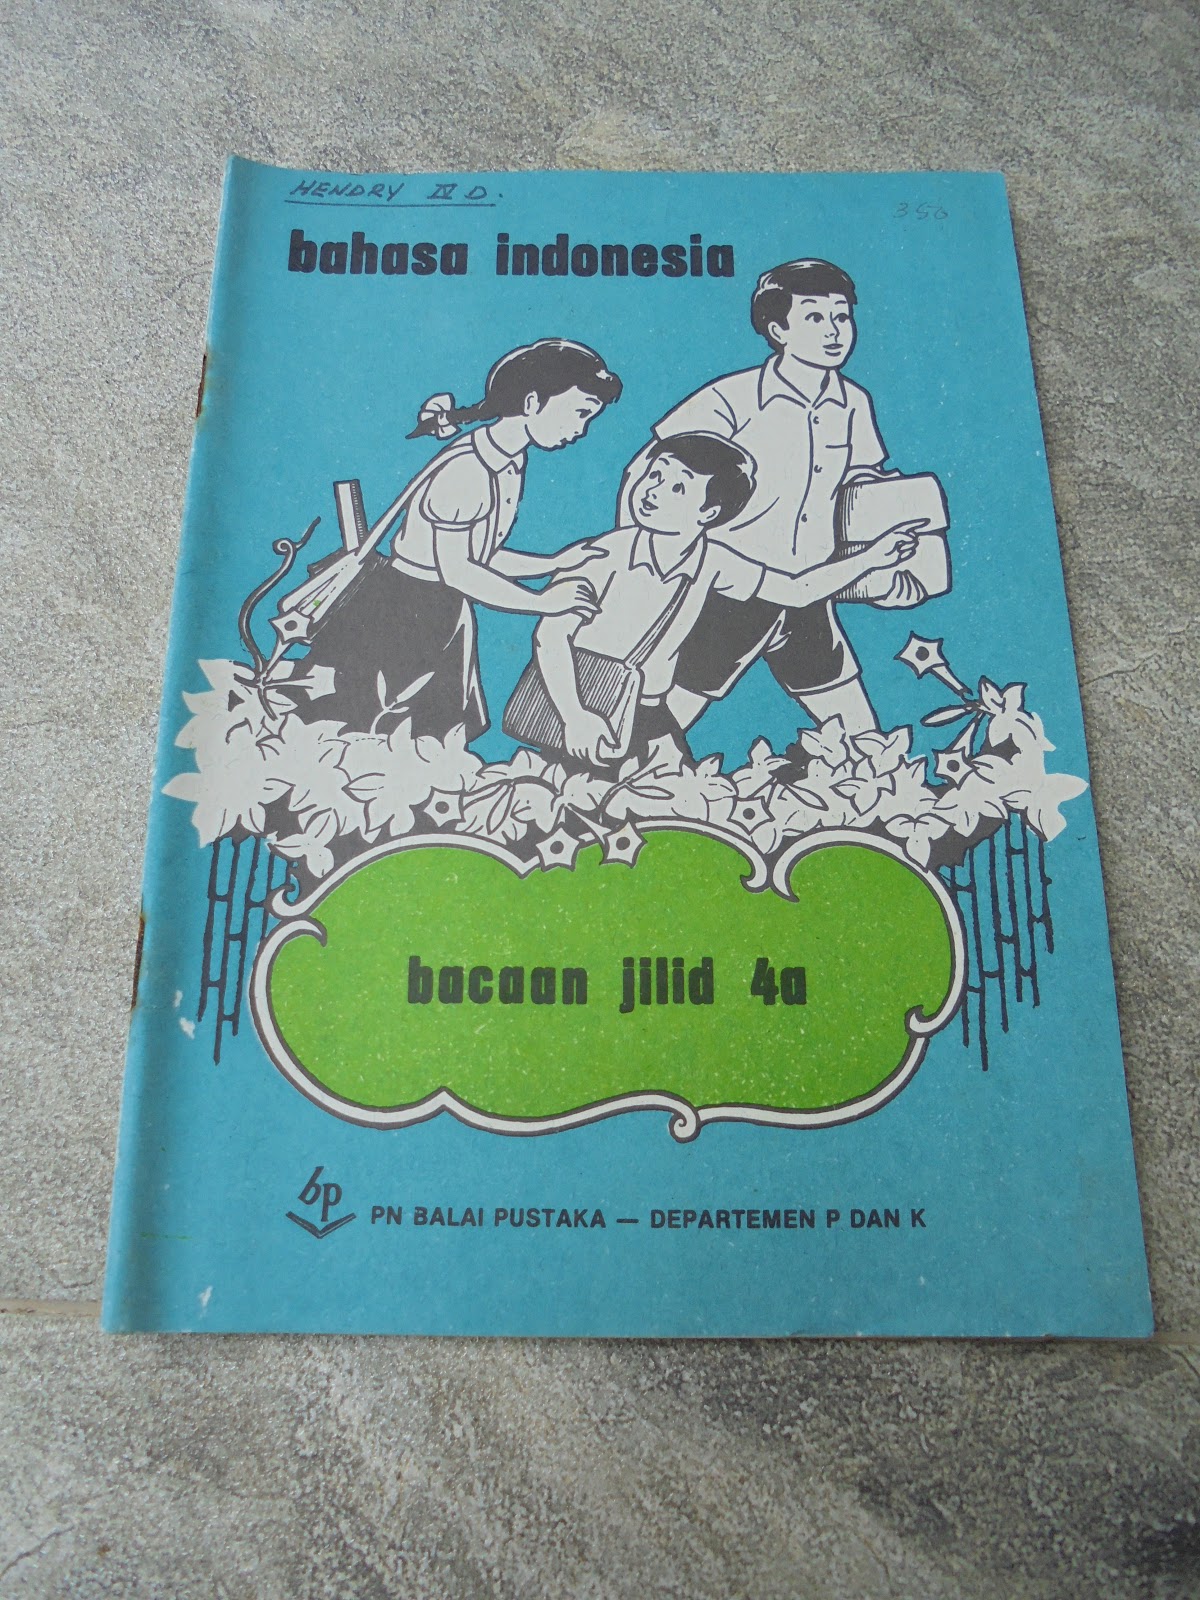 HENDRY IV D.
350
bahasa indonesia
bacaan jilid 4a
bp
PN BALAI PUSTAKA — DEPARTEMEN P DAN K